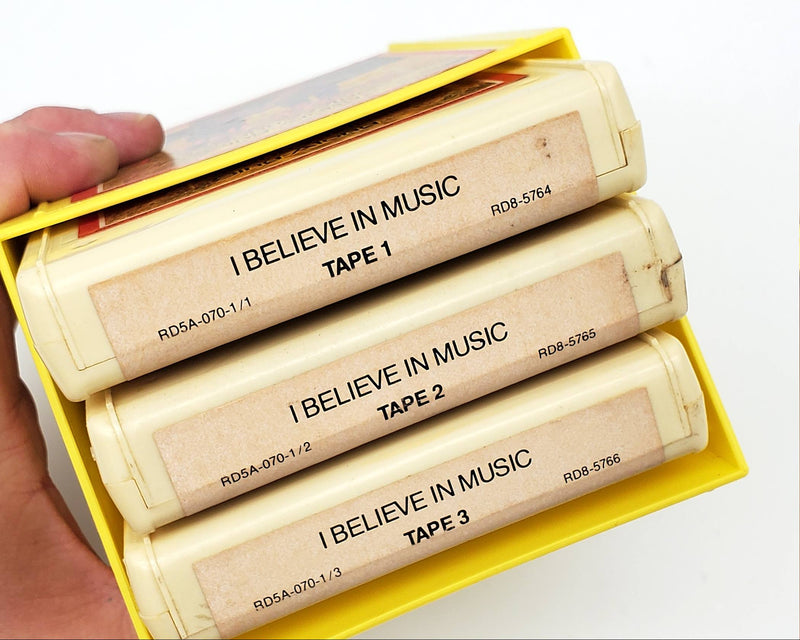 I BELIEVE IN MUSIC
TAPE 1
RD5A-070-1/1
RD8-5764
I BELIEVE IN MUSIC
TAPE 2
RD5A-070-1/2
RD8-5765
I BELIEVE IN MUSIC
TAPE 3
RD5A-070-1/3
RD8-5766